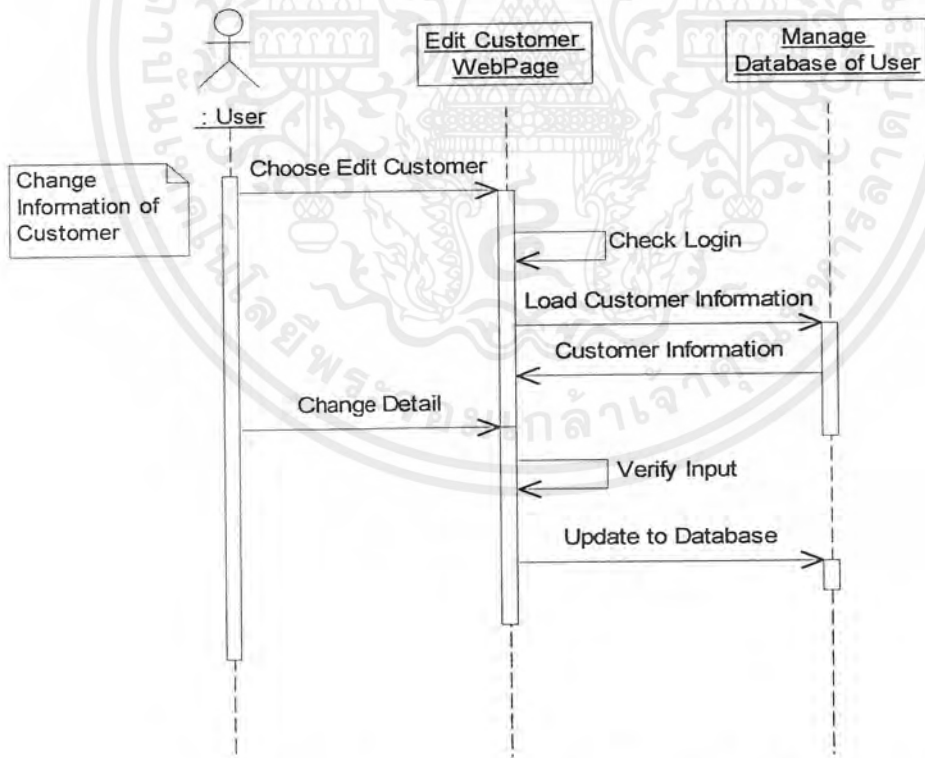 Edit Customer
WebPage
Manage
Database of User
: User
Change
Information of
Customer
Choose Edit Customer
Check Login
Load Customer Information
Customer Information
Change Detail
Verify Input
Update to Database